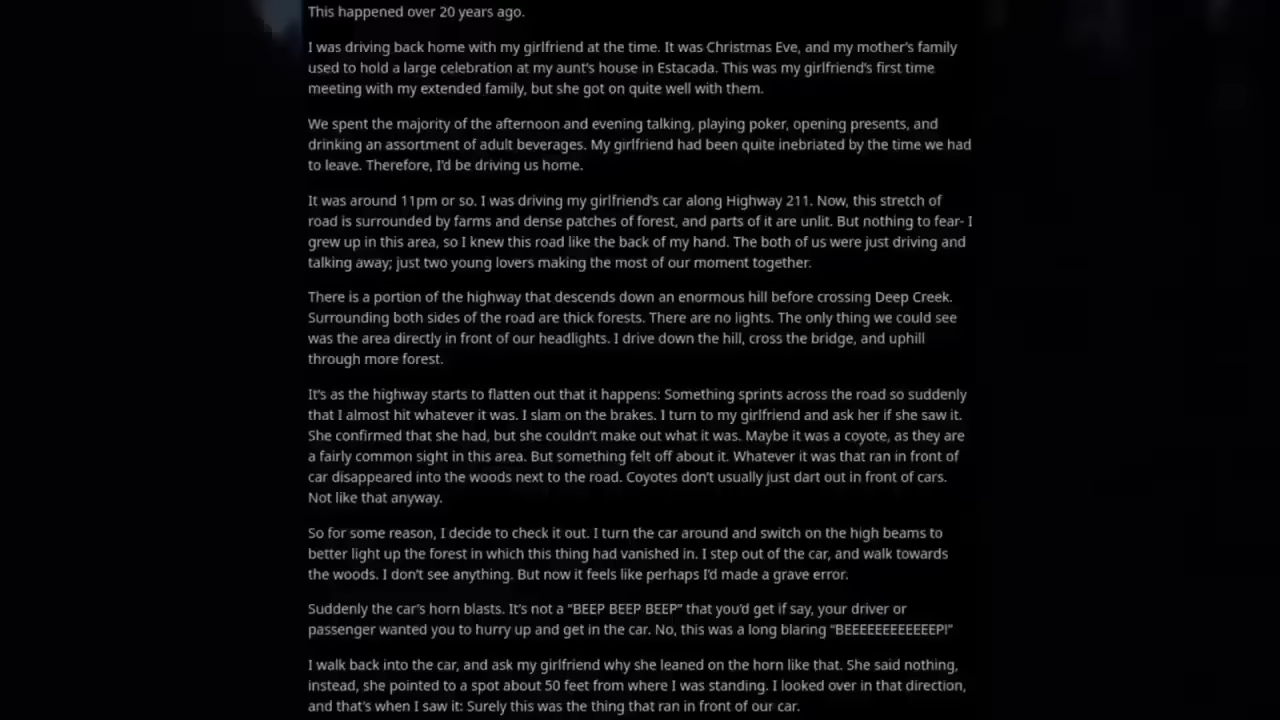 This happened over 20 years ago.
I was driving back home with my girlfriend at the time. It was Christmas Eve, and my mother's family
used to hold a large celebration at my aunt's house in Estacada. This was my girlfriend's first time
meeting with my extended family, but she got on quite well with them.
We spent the majority of the afternoon and evening talking, playing poker, opening presents, and
drinking an assortment of adult beverages. My girlfriend had been quite inebriated by the time we had
to leave. Therefore, I'd be driving us home.
It was around 11pm or so. I was driving my girlfriend's car along Highway 211. Now, this stretch of
road is surrounded by farms and dense patches of forest, and parts of it are unlit. But nothing to fear- I
grew up in this area, so I knew this road like the back of my hand. The both of us were just driving and
talking away; just two young lovers making the most of our moment together.
There is a portion of the highway that descends down an enormous hill before crossing Deep Creek.
Surrounding both sides of the road are thick forests. There are no lights. The only thing we could see
was the area directly in front of our headlights. I drive down the hill, cross the bridge, and uphill
through more forest.
It's as the highway starts to flatten out that it happens: Something sprints across the road so suddenly
that I almost hit whatever it was. I slam on the brakes. I turn to my girlfriend and ask her if she saw it.
She confirmed that she had, but she couldn't make out what it was. Maybe it was a coyote, as they are
a fairly common sight in this area. But something felt off about it. Whatever it was that ran in front of
car disappeared into the woods next to the road. Coyotes don't usually just dart out in front of cars.
Not like that anyway.
So for some reason, I decide to check it out. I turn the car around and switch on the high beams to
better light up the forest in which this thing had vanished in. I step out of the car, and walk towards
the woods. I don't see anything. But now it feels like perhaps I'd made a grave error.
Suddenly the car's horn blasts. It's not a “BEEP BEEP BEEP” that you'd get if say, your driver or
passenger wanted you to hurry up and get in the car. No, this was a long blaring “BEEEEEEEEEEEEP!”
I walk back into the car, and ask my girlfriend why she leaned on the horn like that. She said nothing,
instead, she pointed to a spot about 50 feet from where I was standing. I looked over in that direction,
and that's when I saw it: Surely this was the thing that ran in front of our car.